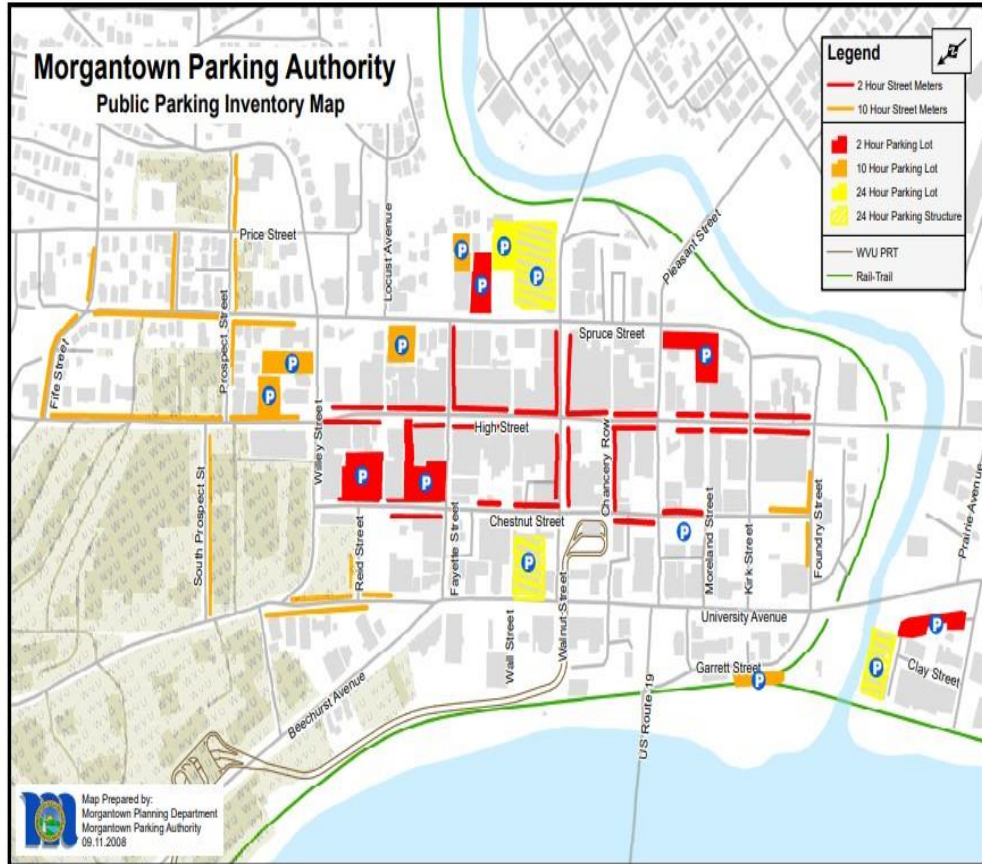 Morgantown Parking Authority
Public Parking Inventory Map
Legend
N
2 Hour Street Meters
10 Hour Street Meters
2 Hour Parking Lot
10 Hour Parking Lot
24 Hour Parking Lot
24 Hour Parking Structure
WVU PRT
Rail-Trail
Price Street
Locust Avenue
Pleasant Street
P
P
P
P
Spruce Street
Prospect Street
Fife Street
P
P
P
P
High Street
Willey Street
Chancery Row
P
P
South Prospect St
Reid Street
Fayette Street
Chestnut Street
P
P
Moreland Street
Kirk Street
Foundry Street
Prairie Avenue
Wall Street
Walnut Street
University Avenue
P
P
Clay Street
Garrett Street
P
Beechurst Avenue
US Route 19
Map Prepared by:
Morgantown Planning Department
Morgantown Parking Authority
09.11.2008